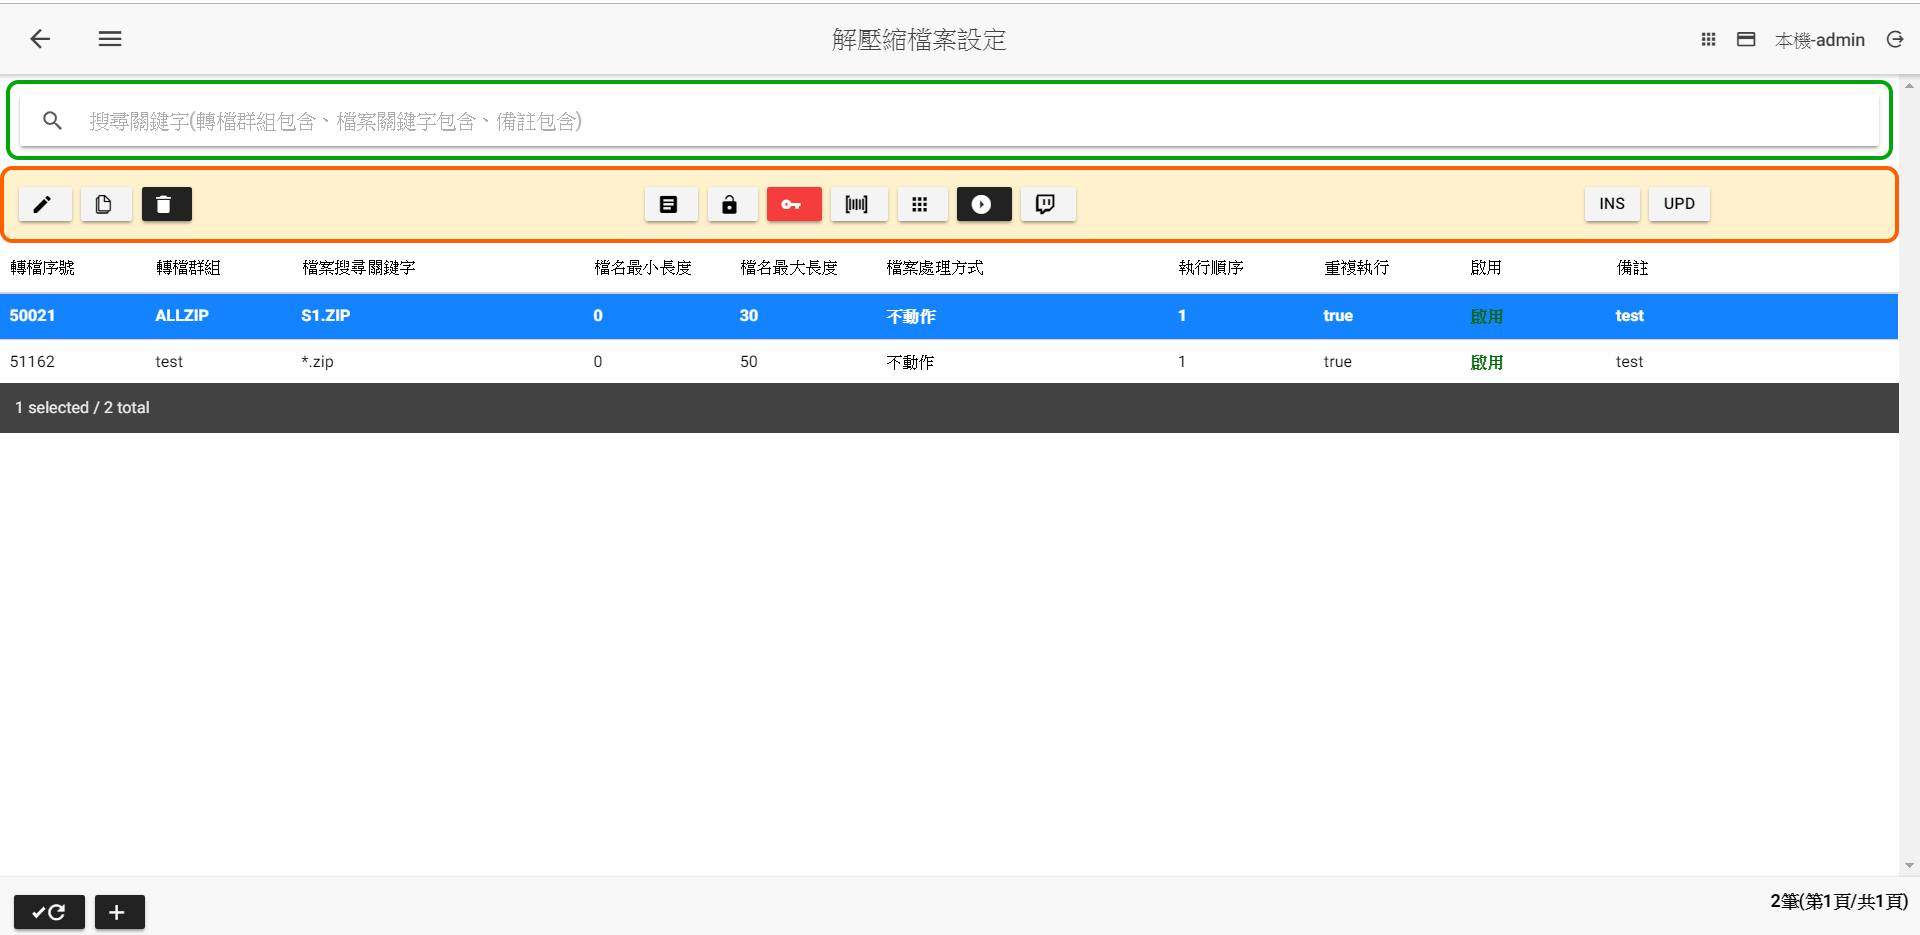 解壓縮檔案設定
本機-admin
搜尋關鍵字(轉檔群組包含、檔案關鍵字包含、備註包含)
INS UPD
轉檔序號 轉檔群組 檔案搜尋關鍵字 檔名最小長度 檔名最大長度 檔案處理方式 執行順序 重複執行 啟用 備註
50021 ALLZIP S1.ZIP 0 30 不動作 1 true 啟用 test
51162 test *.zip 0 50 不動作 1 true 啟用 test
1 selected / 2 total
2筆(第1頁/共1頁)